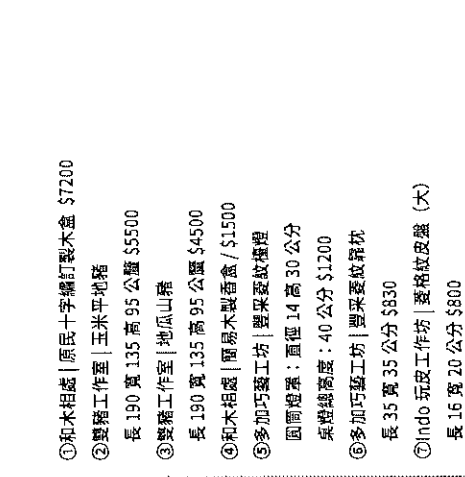 ①和木相處│原民十字繡訂製木盒 $7200
②雙豬工作室│玉米平地豬
長 190 寬 135 高 95 公釐 $5500
③雙豬工作室│地瓜山豬
長 190 寬 135 高 95 公釐 $4500
④和木相處│簡易木製香盒 / $1500
⑤多加巧藝工坊│豐采菱紋檯燈
圓筒燈罩：直徑 14 高 30 公分
桌燈總高度：40 公分 $1200
⑥多加巧藝工坊│豐采菱紋靠枕
長 35 寬 35 公分 $830
⑦Indo 玩皮工作坊│菱格紋皮盤（大）
長 16 寬 20 公分 $800